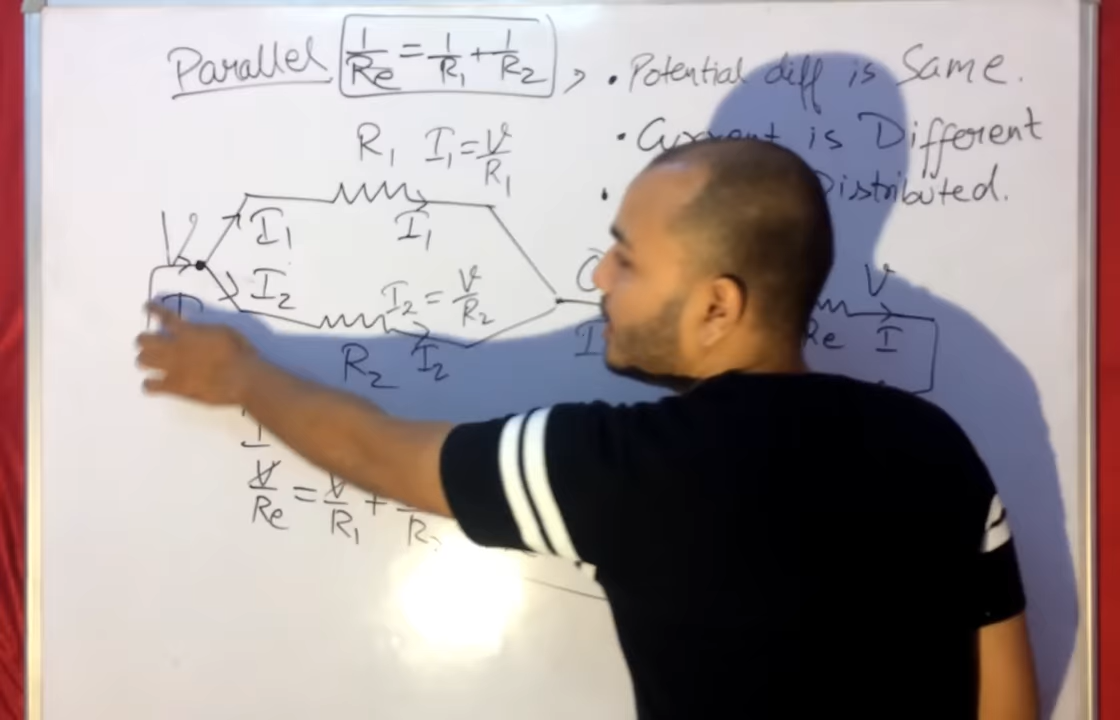 Parallel 1/Re = 1/R₁ + 1/R₂
• Potential diff is Same.
• Current is Different
• Distributed.
R₁ I₁ = V/R₁
V I₁ I₁
I₂ I₂ = V/R₂ V
I
R₂ I₂ I Re I
I
V/Re = V/R₁ +